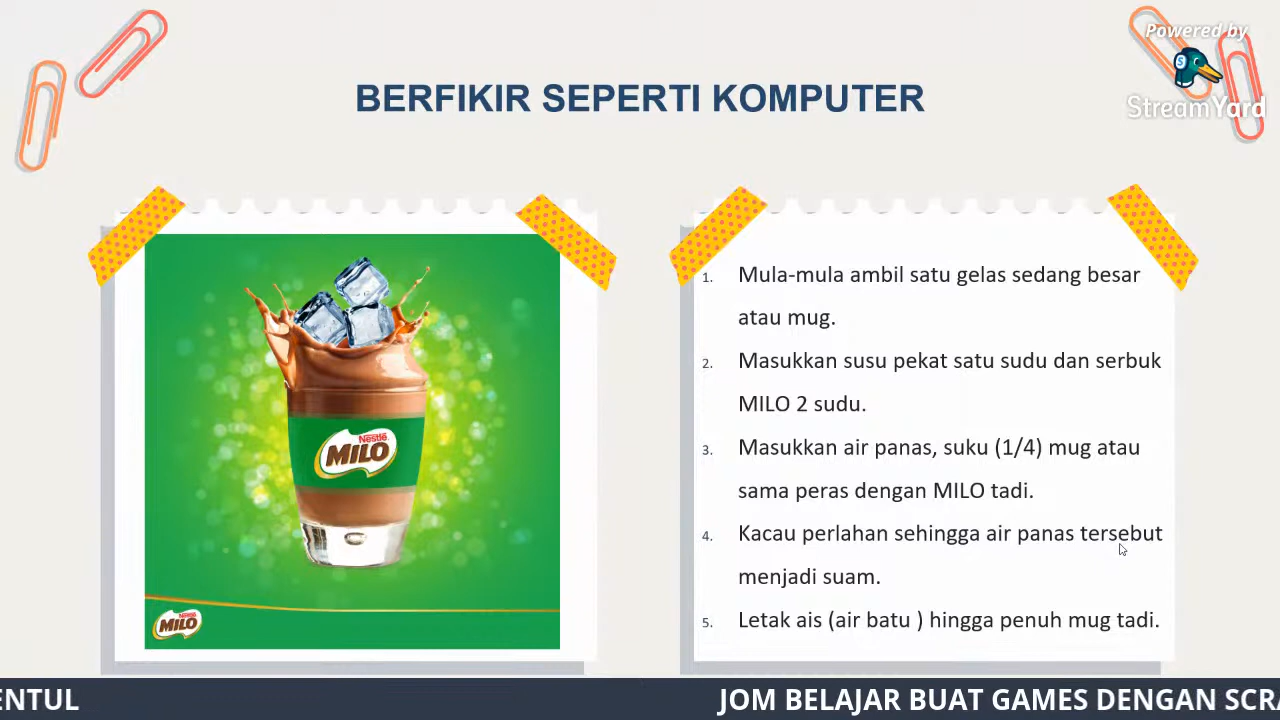 Powered by
StreamYard
BERFIKIR SEPERTI KOMPUTER
Nestlé
MILO
Nestlé
MILO
1. Mula-mula ambil satu gelas sedang besar
atau mug.
2. Masukkan susu pekat satu sudu dan serbuk
MILO 2 sudu.
3. Masukkan air panas, suku (1/4) mug atau
sama peras dengan MILO tadi.
4. Kacau perlahan sehingga air panas tersebut
menjadi suam.
5. Letak ais (air batu ) hingga penuh mug tadi.
ENTUL
JOM BELAJAR BUAT GAMES DENGAN SCRA